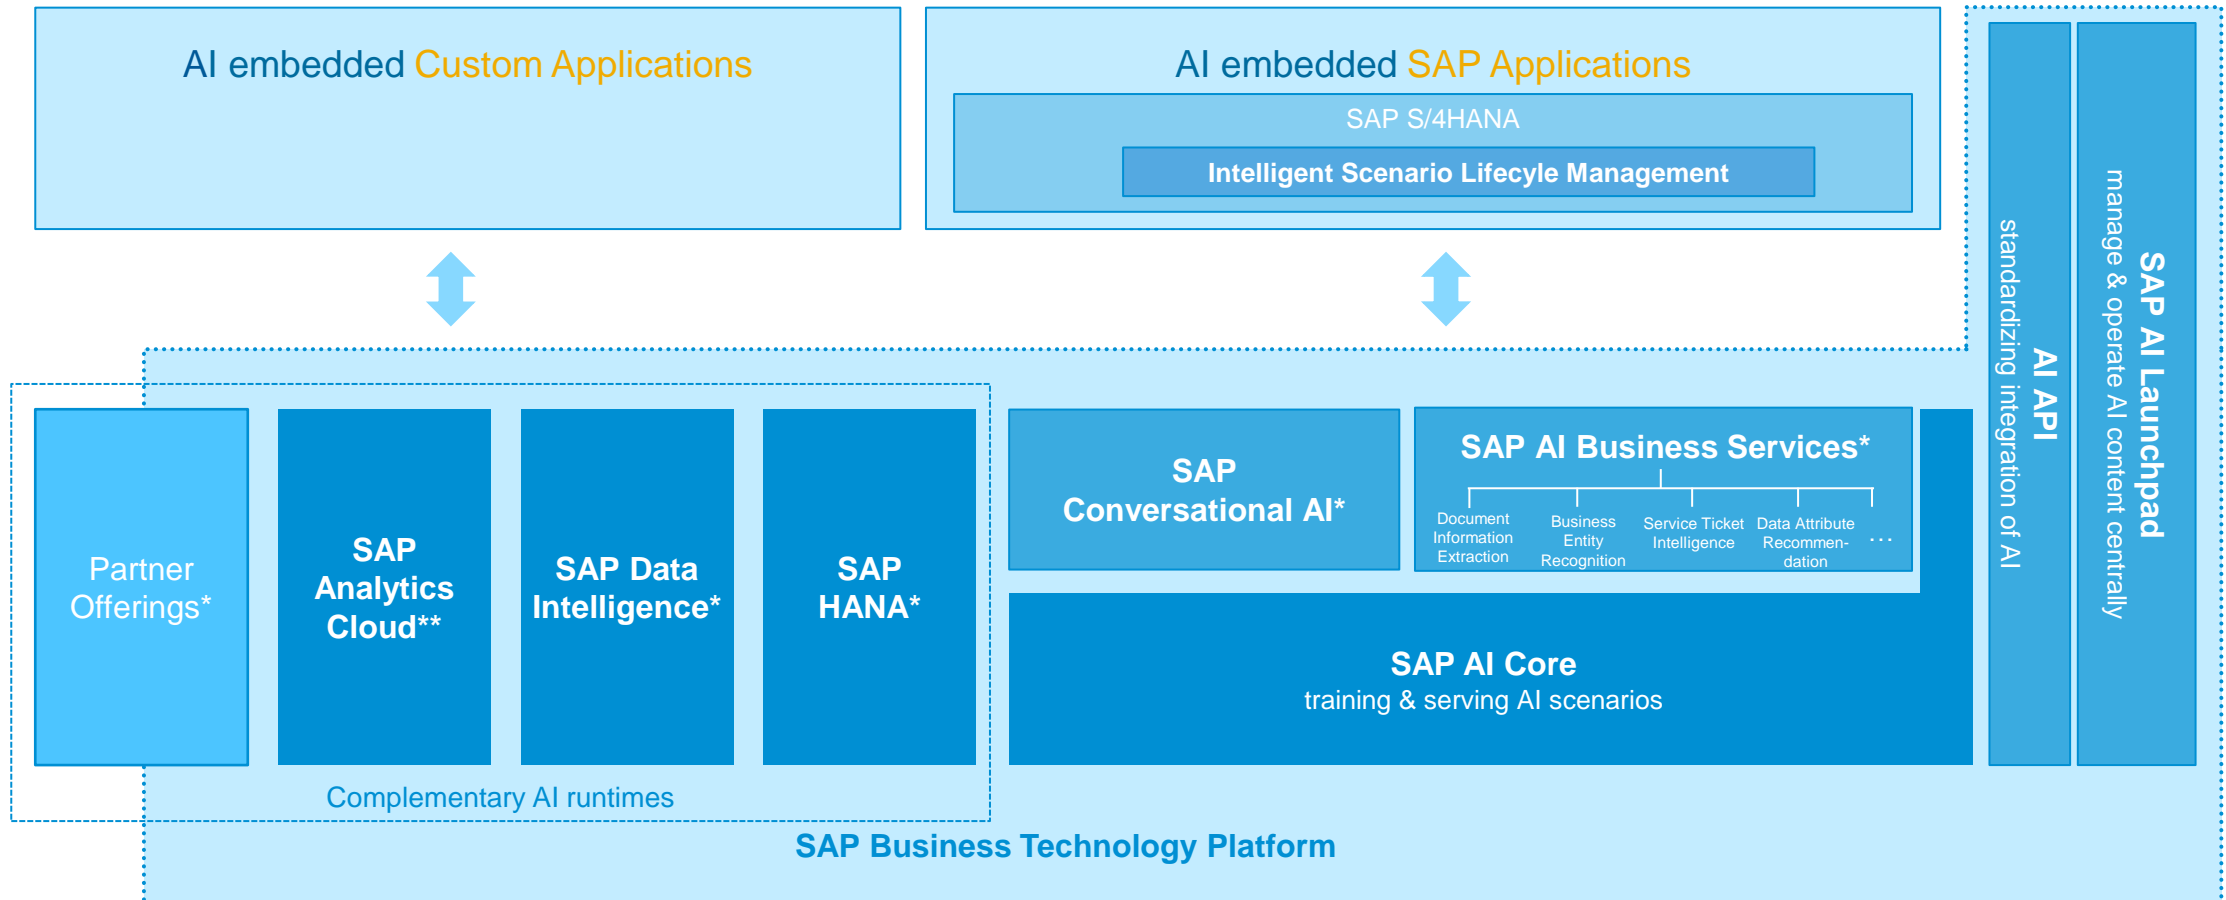 AI embedded Custom Applications
AI embedded SAP Applications
SAP S/4HANA
Intelligent Scenario Lifecyle Management
AI API
standardizing integration of AI
SAP AI Launchpad
manage & operate AI content centrally
Partner
Offerings*
SAP
Analytics
Cloud**
SAP Data
Intelligence*
SAP
HANA*
SAP
Conversational AI*
SAP AI Business Services*
Document
Information
Extraction
Business
Entity
Recognition
Service Ticket
Intelligence
Data Attribute
Recommen-
dation
...
SAP AI Core
training & serving AI scenarios
Complementary AI runtimes
SAP Business Technology Platform